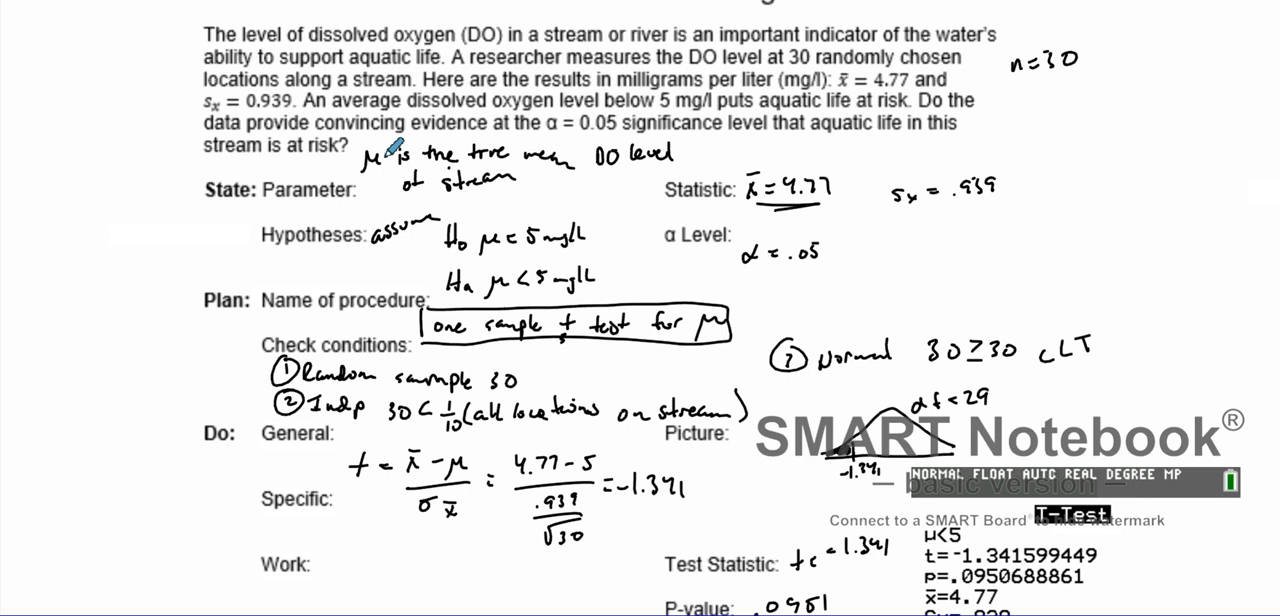 The level of dissolved oxygen (DO) in a stream or river is an important indicator of the water's
ability to support aquatic life. A researcher measures the DO level at 30 randomly chosen
locations along a stream. Here are the results in milligrams per liter (mg/l): x̄ = 4.77 and
sₓ = 0.939. An average dissolved oxygen level below 5 mg/l puts aquatic life at risk. Do the
data provide convincing evidence at the α = 0.05 significance level that aquatic life in this
stream is at risk?
n=30
μ is the true mean DO level
of stream
State: Parameter:
Statistic: x̄ = 4.77
sₓ = .939
Hypotheses: assume H₀ μ = 5 mg/L
α Level:
α = .05
Hₐ μ < 5 mg/L
Plan: Name of procedure:
one sample t test for μ
Check conditions:
① Random sample 30
② Indp 30 < 1/10 (all locations on stream)
③ Normal 30 ≥ 30 CLT
Do: General:
t = x̄ - μ / σx̄ = 4.77 - 5 / .939/√30 = -1.341
Specific:
Picture:
df = 29
-1.341
SMART Notebook®
basic version
Connect to a SMART Board to hide watermark
NORMAL FLOAT AUTO REAL DEGREE MP
T-Test
μ<5
t=-1.341599449
p=.0950688861
x̄=4.77
Work:
Test Statistic: t = -1.341
P-value: .0951